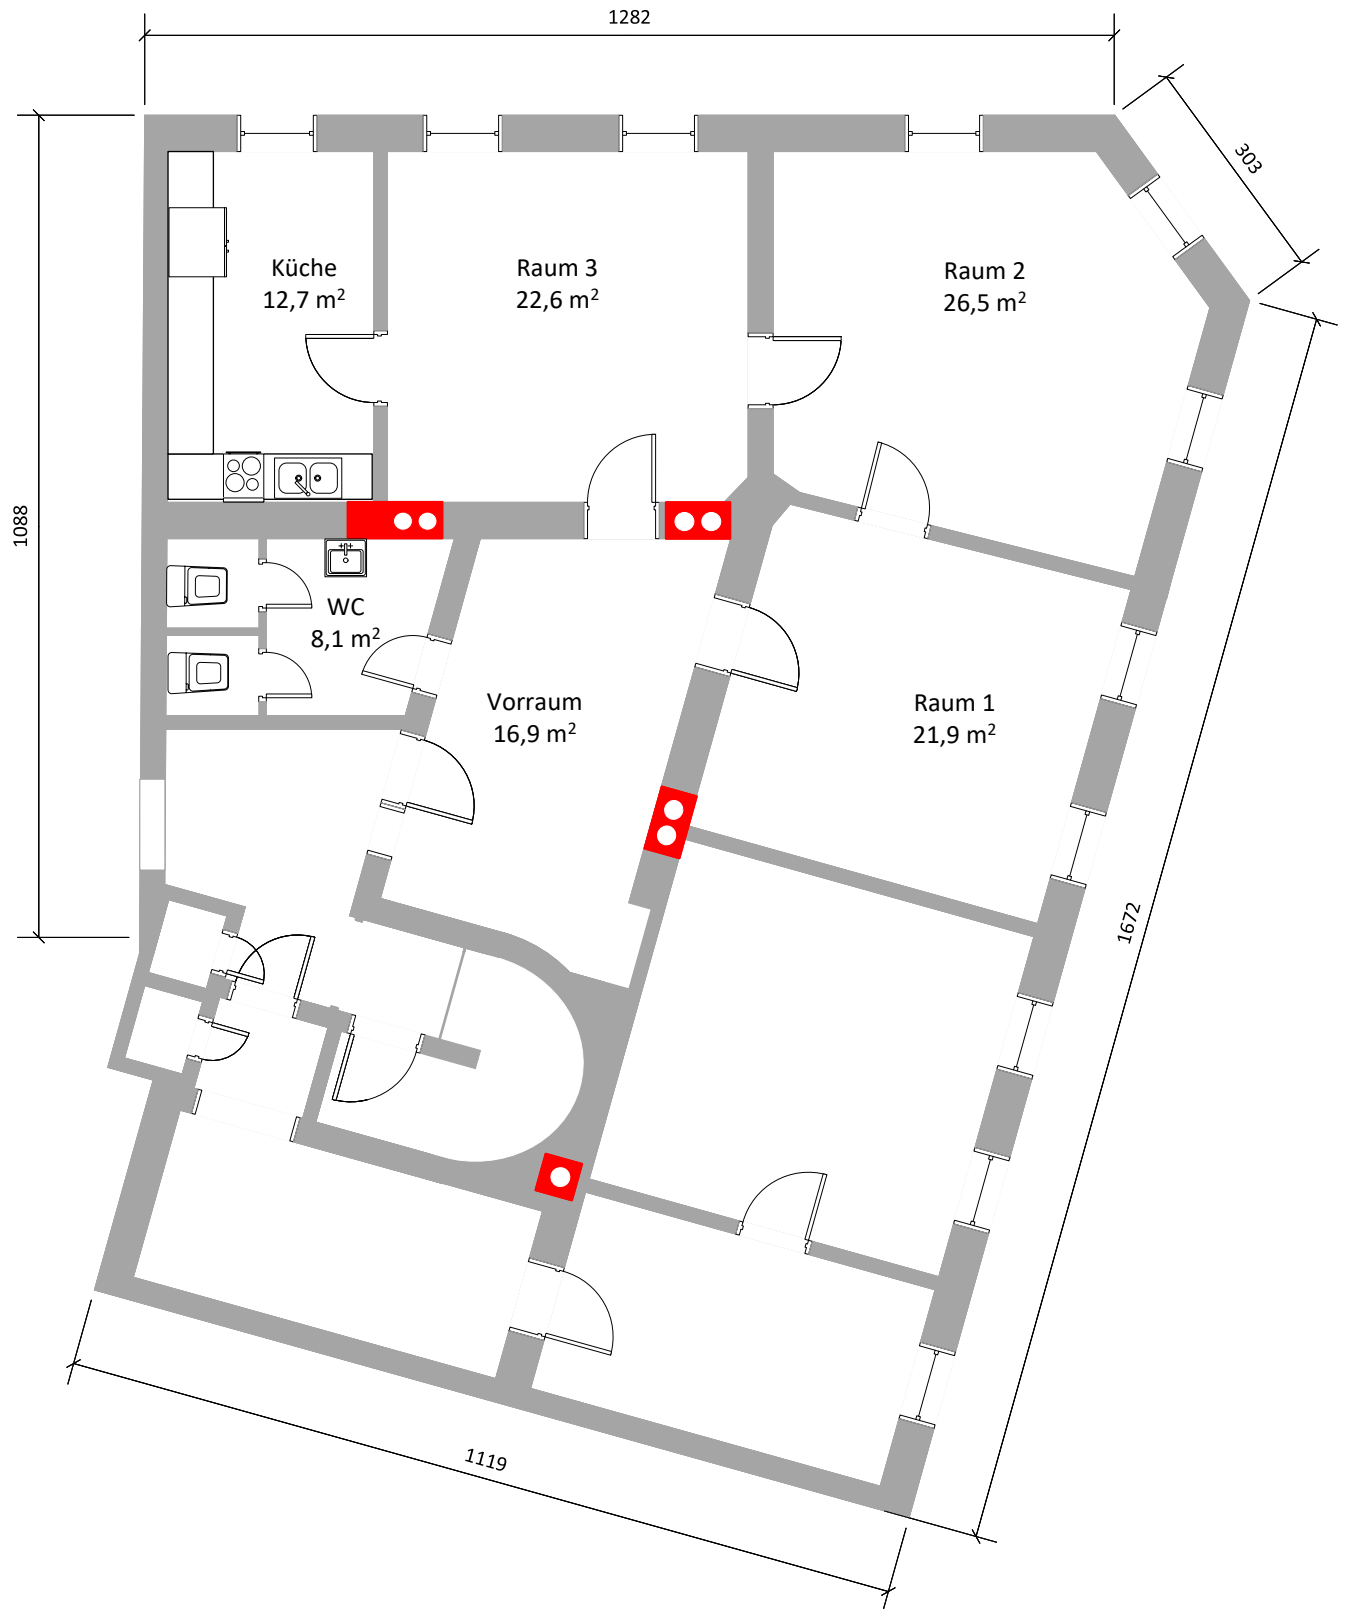 1282
303
Küche
12,7 m²
Raum 3
22,6 m²
Raum 2
26,5 m²
1088
WC
8,1 m²
Vorraum
16,9 m²
Raum 1
21,9 m²
1672
1119